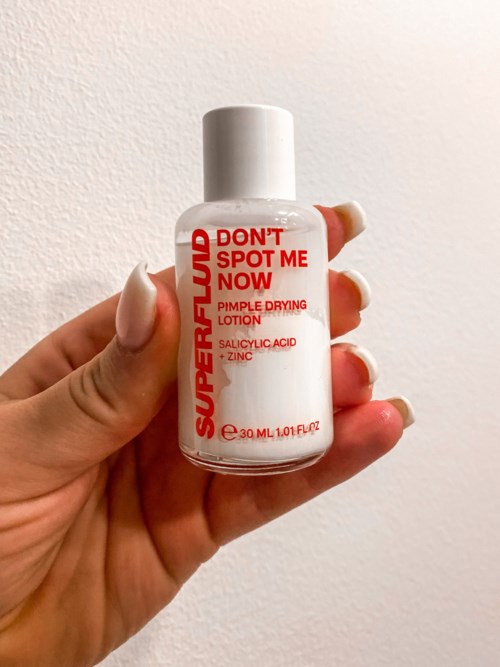 SUPERFLUID
DON'T
SPOT ME
NOW
PIMPLE DRYING
LOTION
SALICYLIC ACID
+ ZINC
℮ 30 ML 1.01 FL.OZ